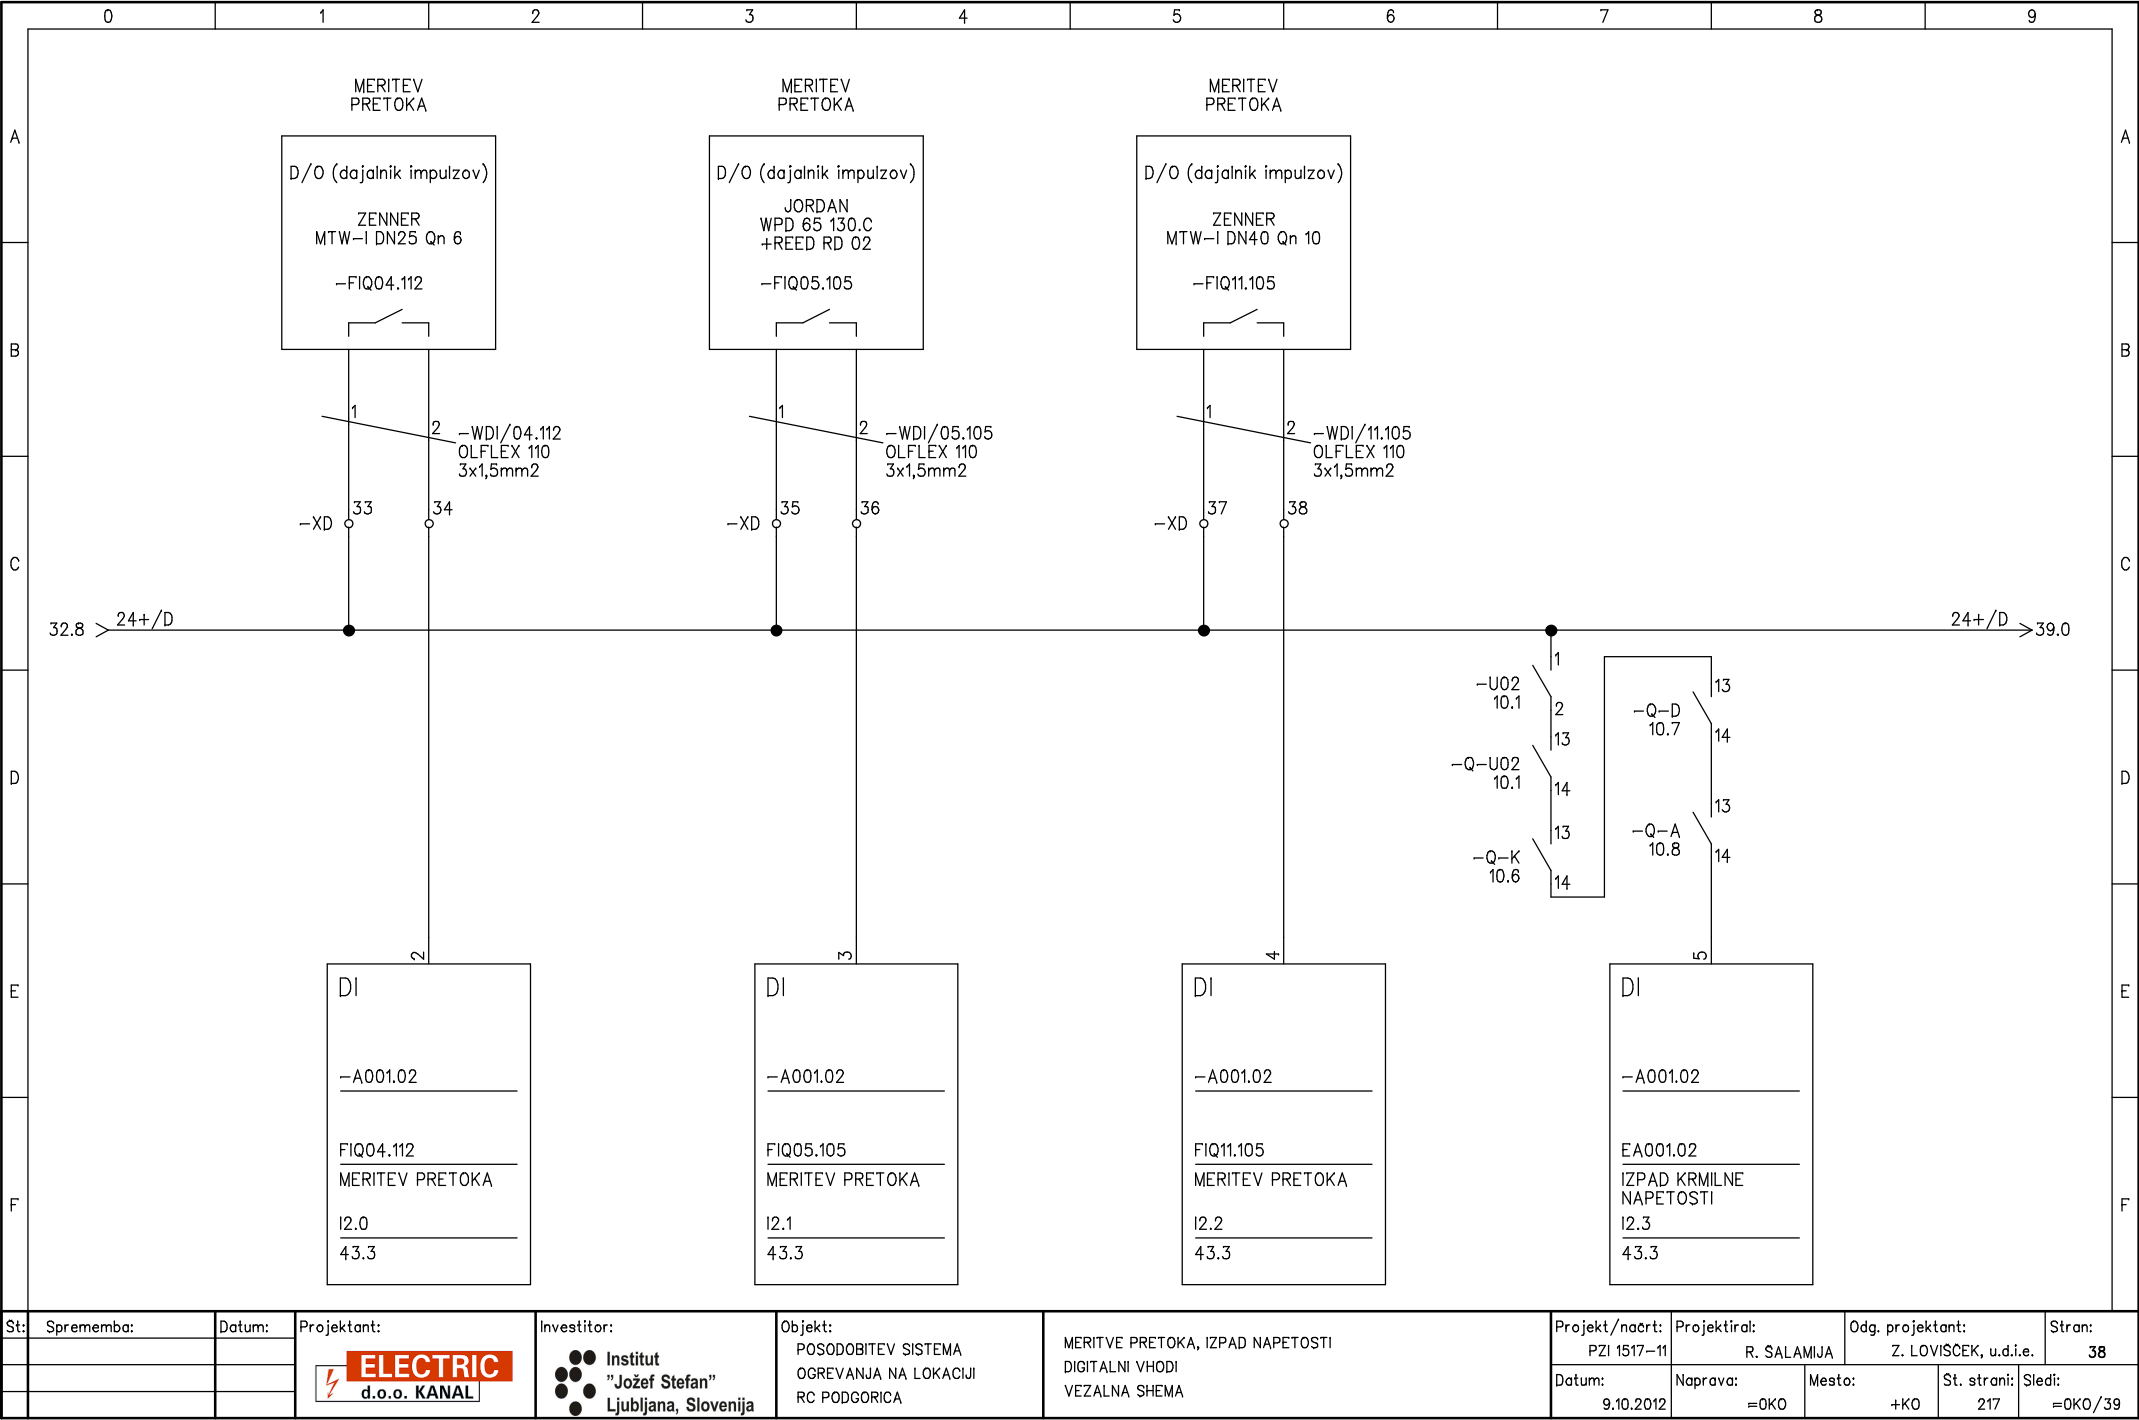 0 1 2 3 4 5 6 7 8 9
MERITEV
PRETOKA
MERITEV
PRETOKA
MERITEV
PRETOKA
A A
B B
C C
D D
E E
F F
D/O (dajalnik impulzov)
ZENNER
MTW-I DN25 Qn 6
-FIQ04.112
D/O (dajalnik impulzov)
JORDAN
WPD 65 130.C
+REED RD 02
-FIQ05.105
D/O (dajalnik impulzov)
ZENNER
MTW-I DN40 Qn 10
-FIQ11.105
1
2
-WDI/04.112
OLFLEX 110
3x1,5mm2
1
2
-WDI/05.105
OLFLEX 110
3x1,5mm2
1
2
-WDI/11.105
OLFLEX 110
3x1,5mm2
-XD 33 34
-XD 35 36
-XD 37 38
32.8 24+/D
24+/D 39.0
-U02
10.1
1
2
-Q-U02
10.1
13
14
-Q-K
10.6
13
14
-Q-D
10.7
13
14
-Q-A
10.8
13
14
2
DI
-A001.02
FIQ04.112
MERITEV PRETOKA
I2.0
43.3
3
DI
-A001.02
FIQ05.105
MERITEV PRETOKA
I2.1
43.3
4
DI
-A001.02
FIQ11.105
MERITEV PRETOKA
I2.2
43.3
5
DI
-A001.02
EA001.02
IZPAD KRMILNE
NAPETOSTI
I2.3
43.3
St: Sprememba: Datum:
Projektant:
ELECTRIC
d.o.o. KANAL
Investitor:
Institut
"Jožef Stefan"
Ljubljana, Slovenija
Objekt:
POSODOBITEV SISTEMA
OGREVANJA NA LOKACIJI
RC PODGORICA
MERITVE PRETOKA, IZPAD NAPETOSTI
DIGITALNI VHODI
VEZALNA SHEMA
Projekt/načrt:
PZI 1517-11
Projektiral:
R. SALAMIJA
Odg. projektant:
Z. LOVIŠČEK, u.d.i.e.
Stran:
38
Datum:
9.10.2012
Naprava:
=0KO
Mesto:
+KO
St. strani:
217
Sledi:
=0KO/39